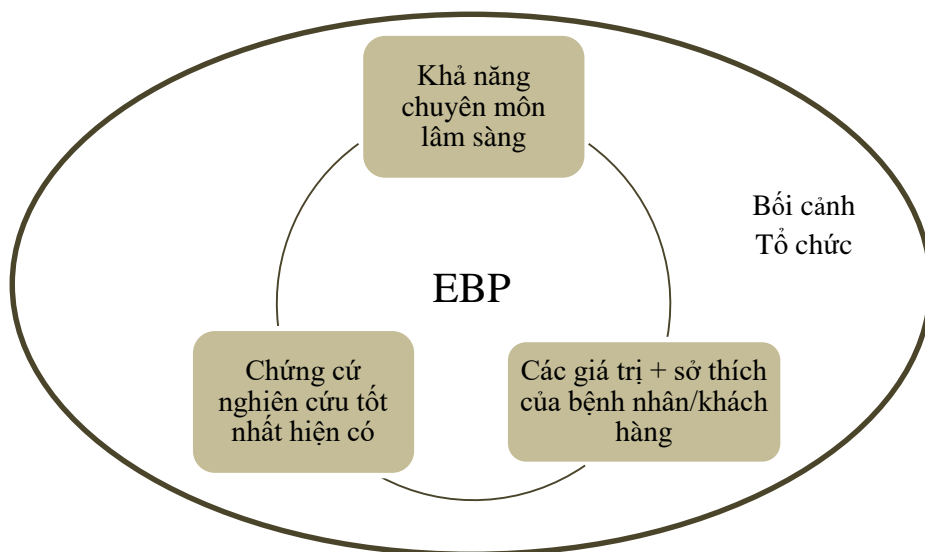 Khả năng
chuyên môn
lâm sàng
Bối cảnh
Tổ chức
EBP
Chứng cứ
nghiên cứu tốt
nhất hiện có
Các giá trị + sở thích
của bệnh nhân/khách
hàng